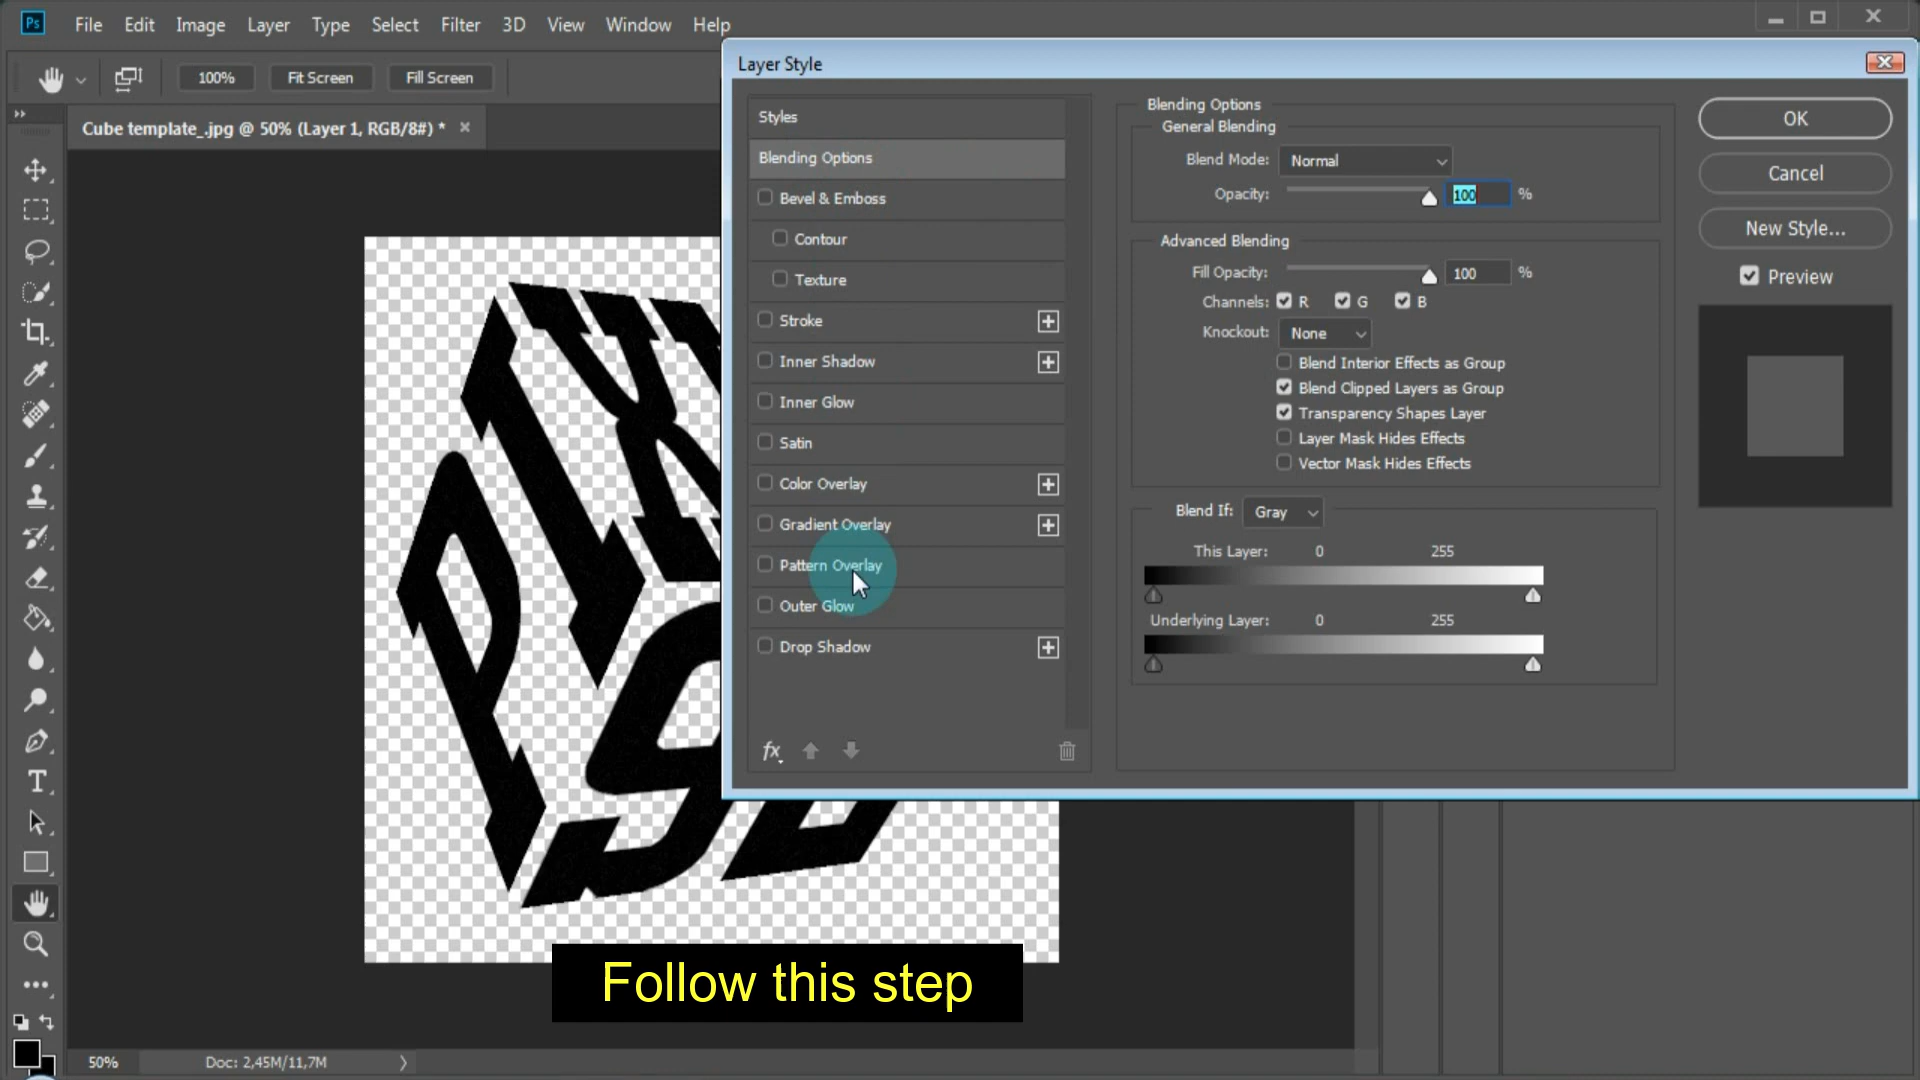 Ps File Edit Image Layer Type Select Filter 3D View Window Help
100% Fit Screen Fill Screen
Cube template_.jpg @ 50% (Layer 1, RGB/8#) *
Layer Style
Styles
Blending Options
Bevel & Emboss
Contour
Texture
Stroke
Inner Shadow
Inner Glow
Satin
Color Overlay
Gradient Overlay
Pattern Overlay
Outer Glow
Drop Shadow
fx
Blending Options
General Blending
Blend Mode: Normal
Opacity: 100 %
Advanced Blending
Fill Opacity: 100 %
Channels: R G B
Knockout: None
Blend Interior Effects as Group
Blend Clipped Layers as Group
Transparency Shapes Layer
Layer Mask Hides Effects
Vector Mask Hides Effects
Blend If: Gray
This Layer: 0 255
Underlying Layer: 0 255
OK
Cancel
New Style...
Preview
Follow this step
50% Doc: 2,45M/11,7M